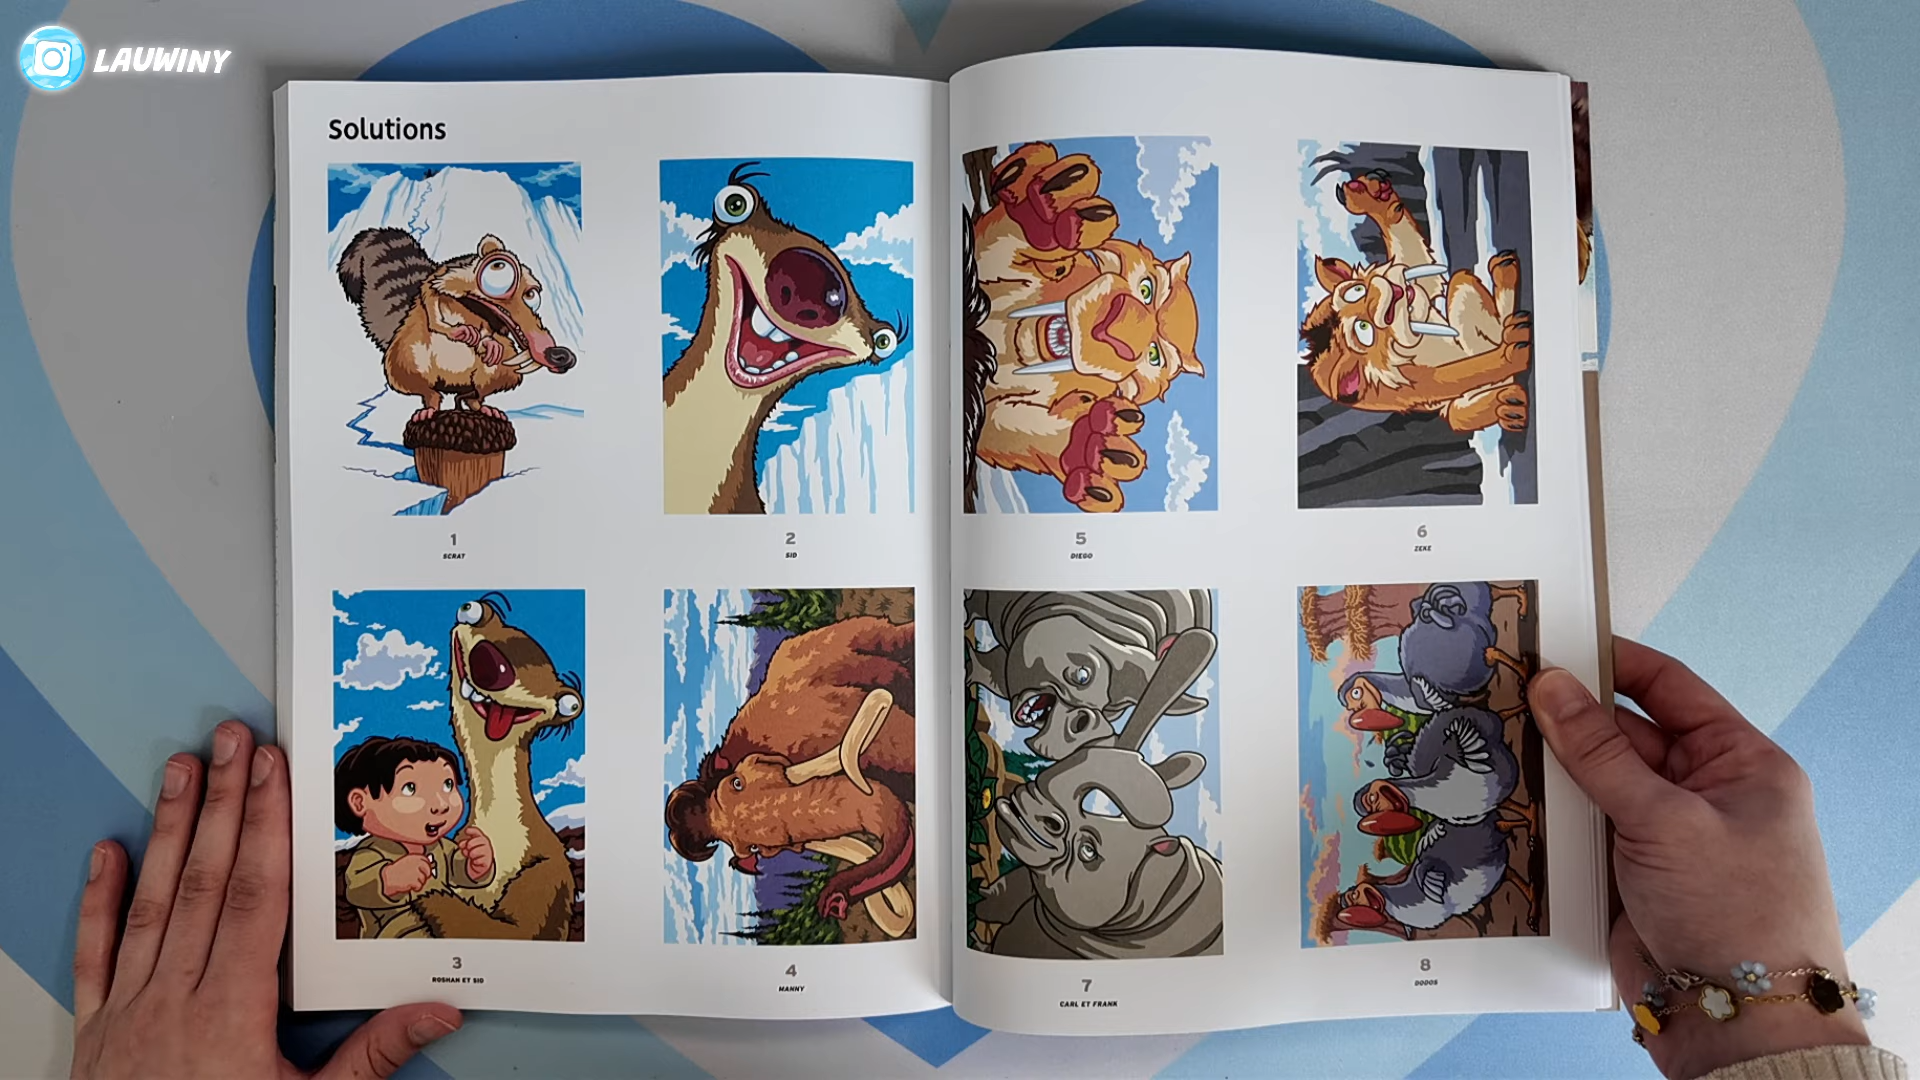 LAUWINY
Solutions
1
SCRAT
2
SID
5
DIEGO
6
ZEKE
3
ROSHAN ET SID
4
MANNY
7
CARL ET FRANK
8
DODOS